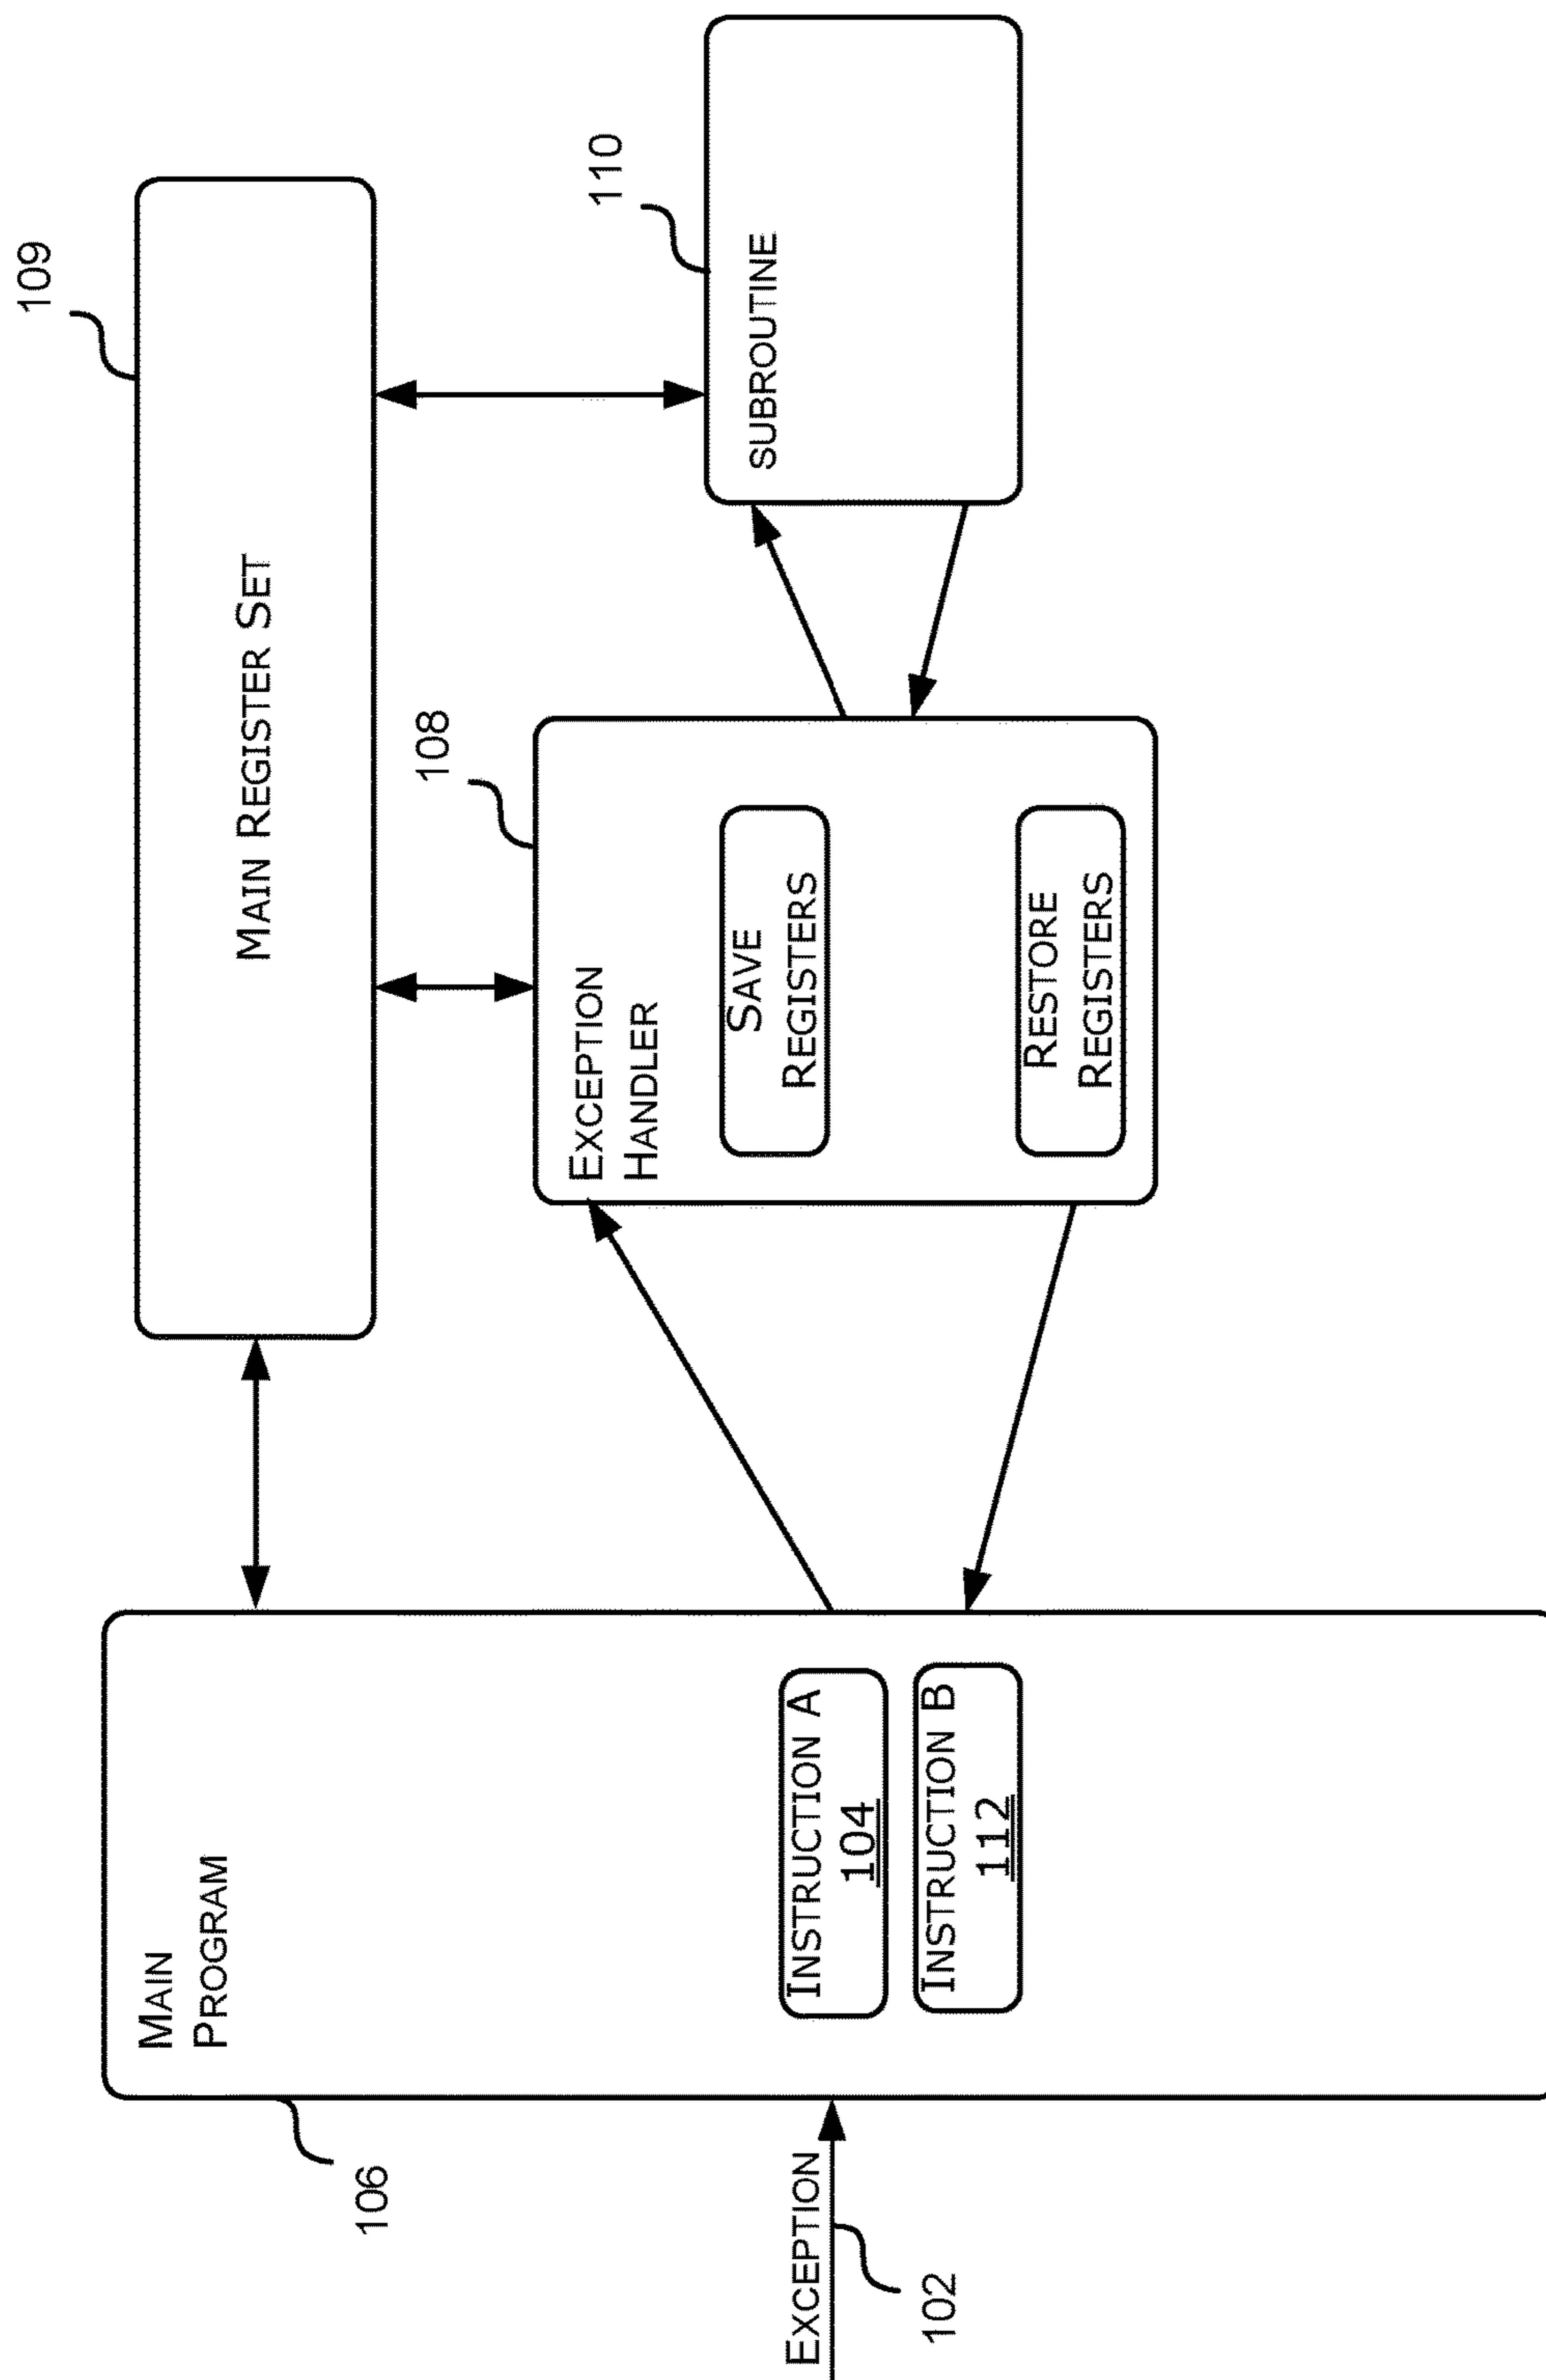 109
MAIN REGISTER SET
110
108
SUBROUTINE
EXCEPTION
HANDLER
SAVE
REGISTERS
RESTORE
REGISTERS
MAIN
PROGRAM
106
INSTRUCTION A
104
INSTRUCTION B
112
EXCEPTION
102